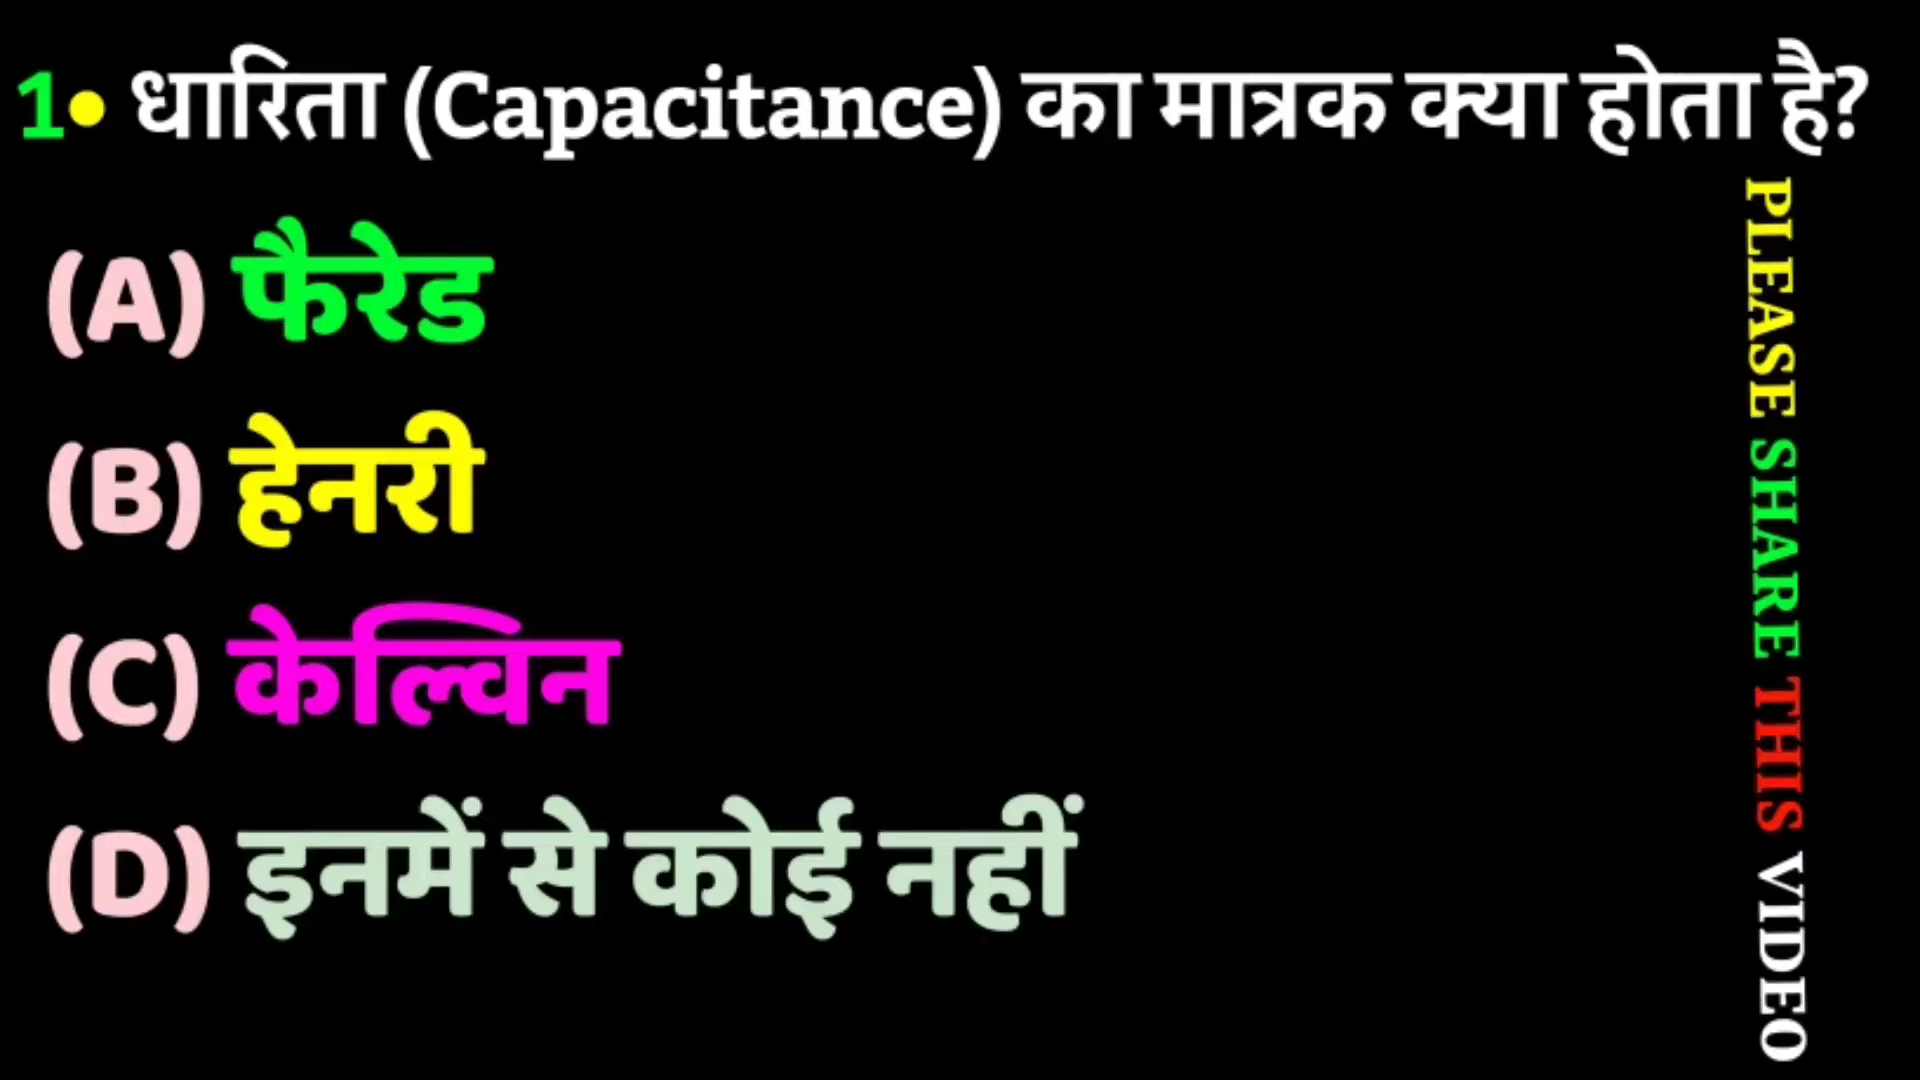 1• धारिता (Capacitance) का मात्रक क्या होता है?
(A) फैरेड
(B) हेनरी
(C) केल्विन
(D) इनमें से कोई नहीं
PLEASE SHARE THIS VIDEO